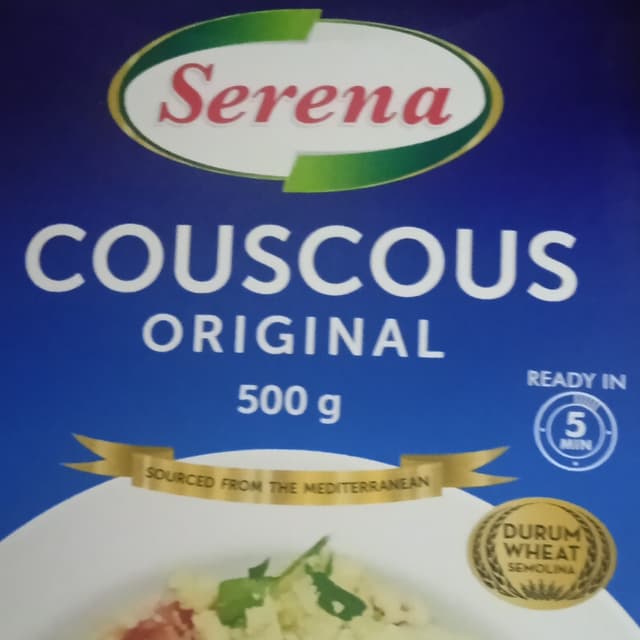 Serena
COUSCOUS
ORIGINAL
500 g
READY IN
5
MIN
SOURCED FROM THE MEDITERRANEAN
DURUM
WHEAT
SEMOLINA